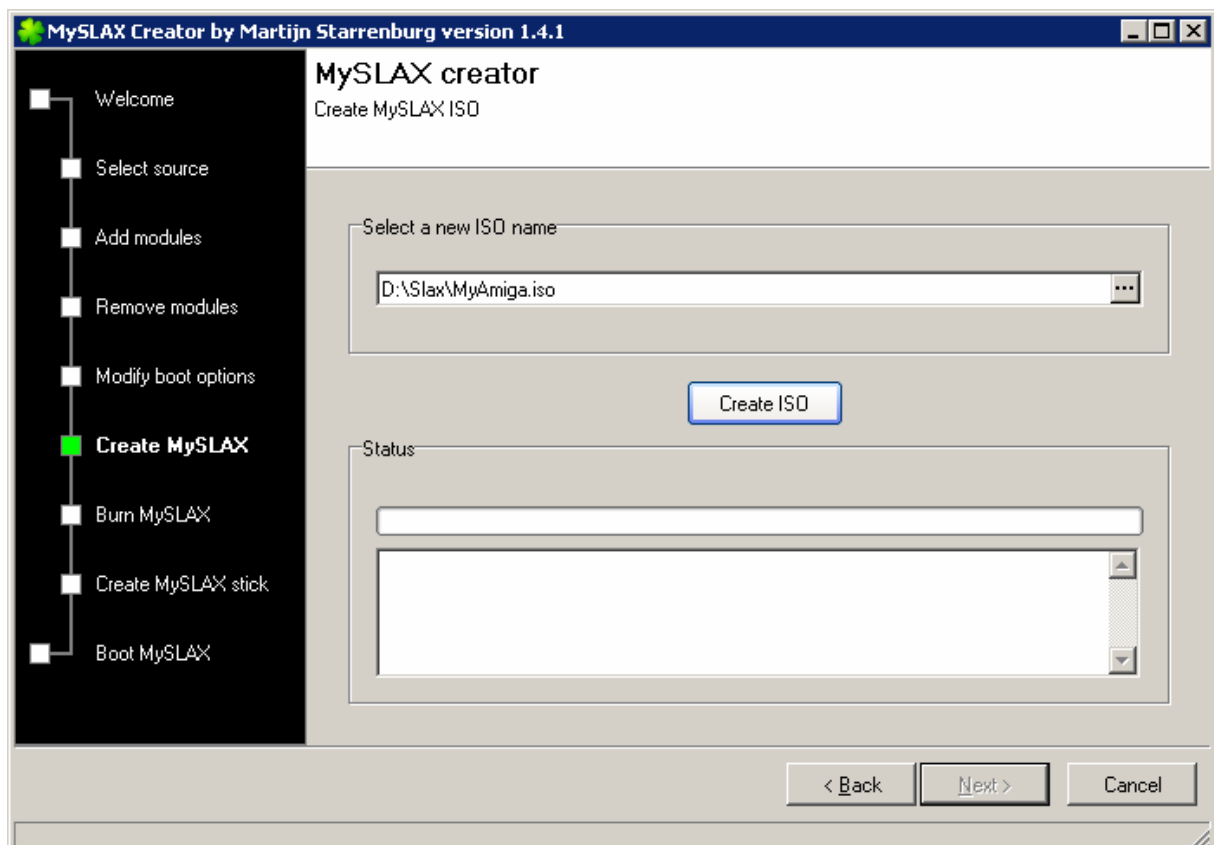 MySLAX Creator by Martijn Starrenburg version 1.4.1
Welcome
Select source
Add modules
Remove modules
Modify boot options
Create MySLAX
Burn MySLAX
Create MySLAX stick
Boot MySLAX
MySLAX creator
Create MySLAX ISO
Select a new ISO name
D:\Slax\MyAmiga.iso
...
Create ISO
Status
< Back
Next >
Cancel